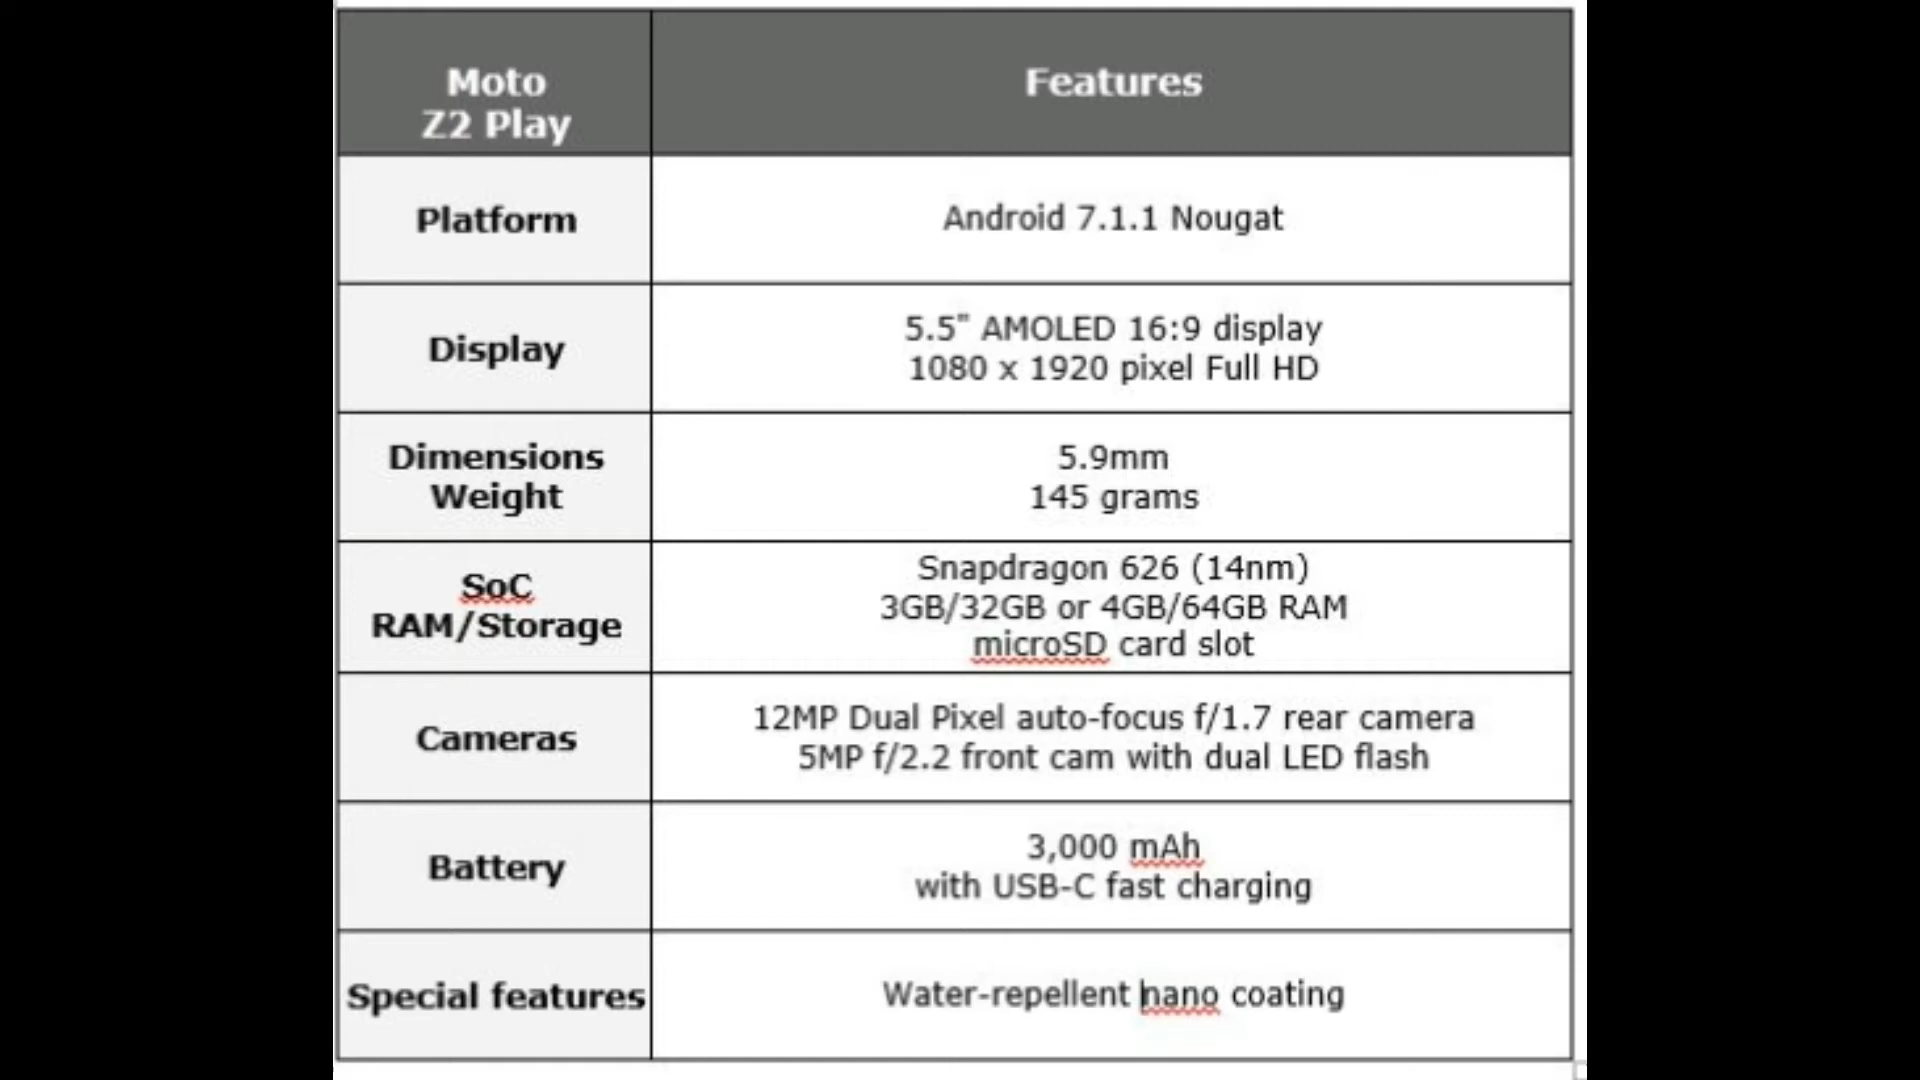 Moto
Z2 Play
Features
Platform
Android 7.1.1 Nougat
Display
5.5" AMOLED 16:9 display
1080 x 1920 pixel Full HD
Dimensions
Weight
5.9mm
145 grams
SoC
RAM/Storage
Snapdragon 626 (14nm)
3GB/32GB or 4GB/64GB RAM
microSD card slot
Cameras
12MP Dual Pixel auto-focus f/1.7 rear camera
5MP f/2.2 front cam with dual LED flash
Battery
3,000 mAh
with USB-C fast charging
Special features
Water-repellent nano coating